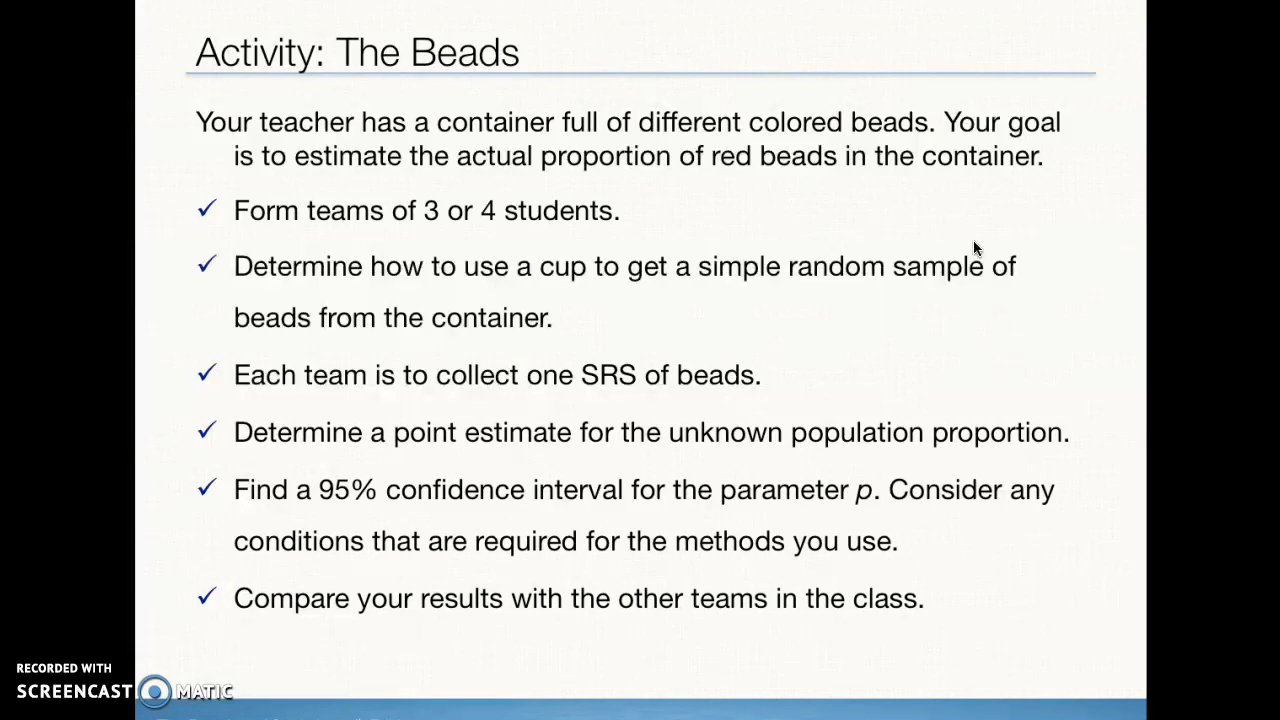 Activity: The Beads
Your teacher has a container full of different colored beads. Your goal
is to estimate the actual proportion of red beads in the container.
✓ Form teams of 3 or 4 students.
✓ Determine how to use a cup to get a simple random sample of
beads from the container.
✓ Each team is to collect one SRS of beads.
✓ Determine a point estimate for the unknown population proportion.
✓ Find a 95% confidence interval for the parameter p. Consider any
conditions that are required for the methods you use.
✓ Compare your results with the other teams in the class.
RECORDED WITH
SCREENCAST MATIC